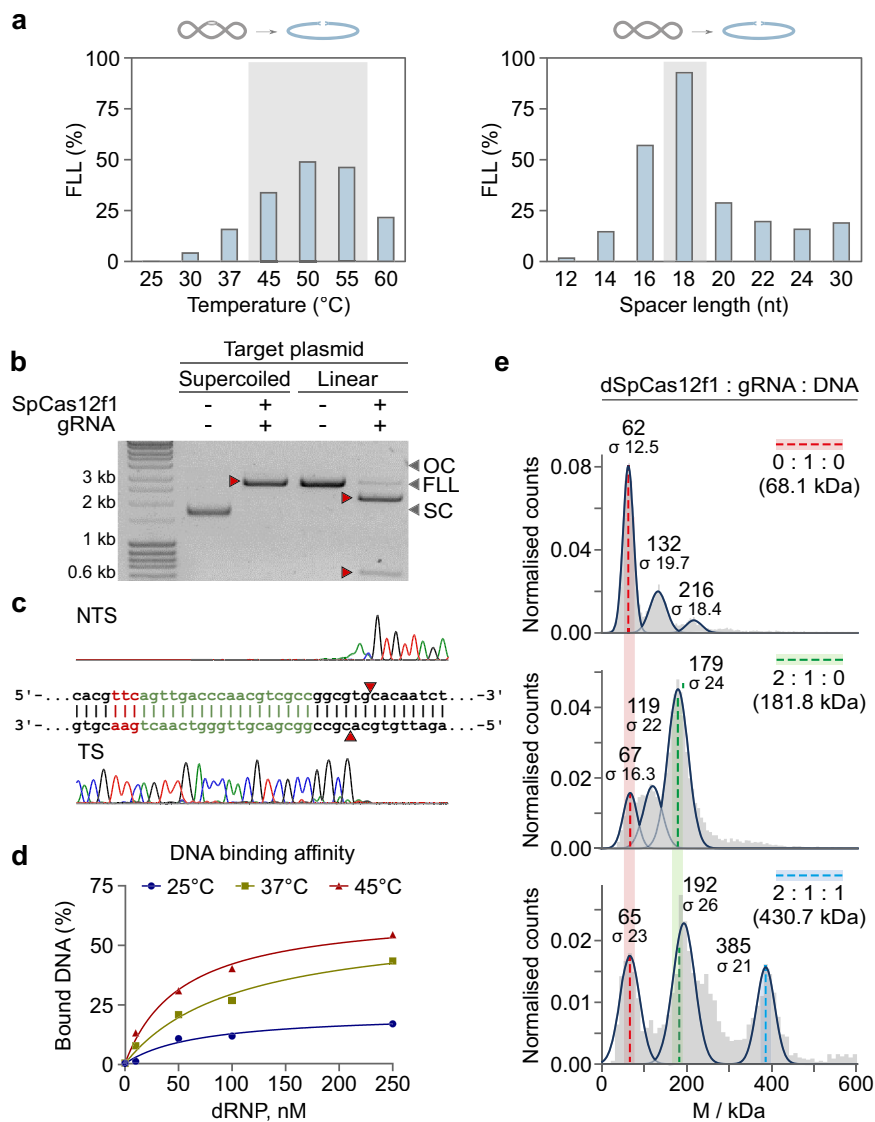 a
100
75
50
25
0
FLL (%)
25 30 37 45 50 55 60
Temperature (°C)
100
75
50
25
0
FLL (%)
12 14 16 18 20 22 24 30
Spacer length (nt)
b
Target plasmid
Supercoiled Linear
SpCas12f1 - + - +
gRNA - + - +
3 kb
2 kb
1 kb
0.6 kb
OC
FLL
SC
c
NTS
5'-...cacgttcagttgacccaacgtcgccggcgtgcacaatct...-3'
3'-...gtgcaagtcaactgggttgcagcggccgcacgtgttaga...-5'
TS
d
DNA binding affinity
25°C 37°C 45°C
75
50
25
0
Bound DNA (%)
0 50 100 150 200 250
dRNP, nM
e
dSpCas12f1 : gRNA : DNA
62
σ 12.5
132
σ 19.7
216
σ 18.4
0 : 1 : 0
(68.1 kDa)
0.08
0.04
0.00
Normalised counts
179
σ 24
119
σ 22
67
σ 16.3
2 : 1 : 0
(181.8 kDa)
0.04
0.02
0.00
Normalised counts
192
σ 26
65
σ 23
385
σ 21
2 : 1 : 1
(430.7 kDa)
0.02
0.01
0.00
Normalised counts
0 200 400 600
M / kDa